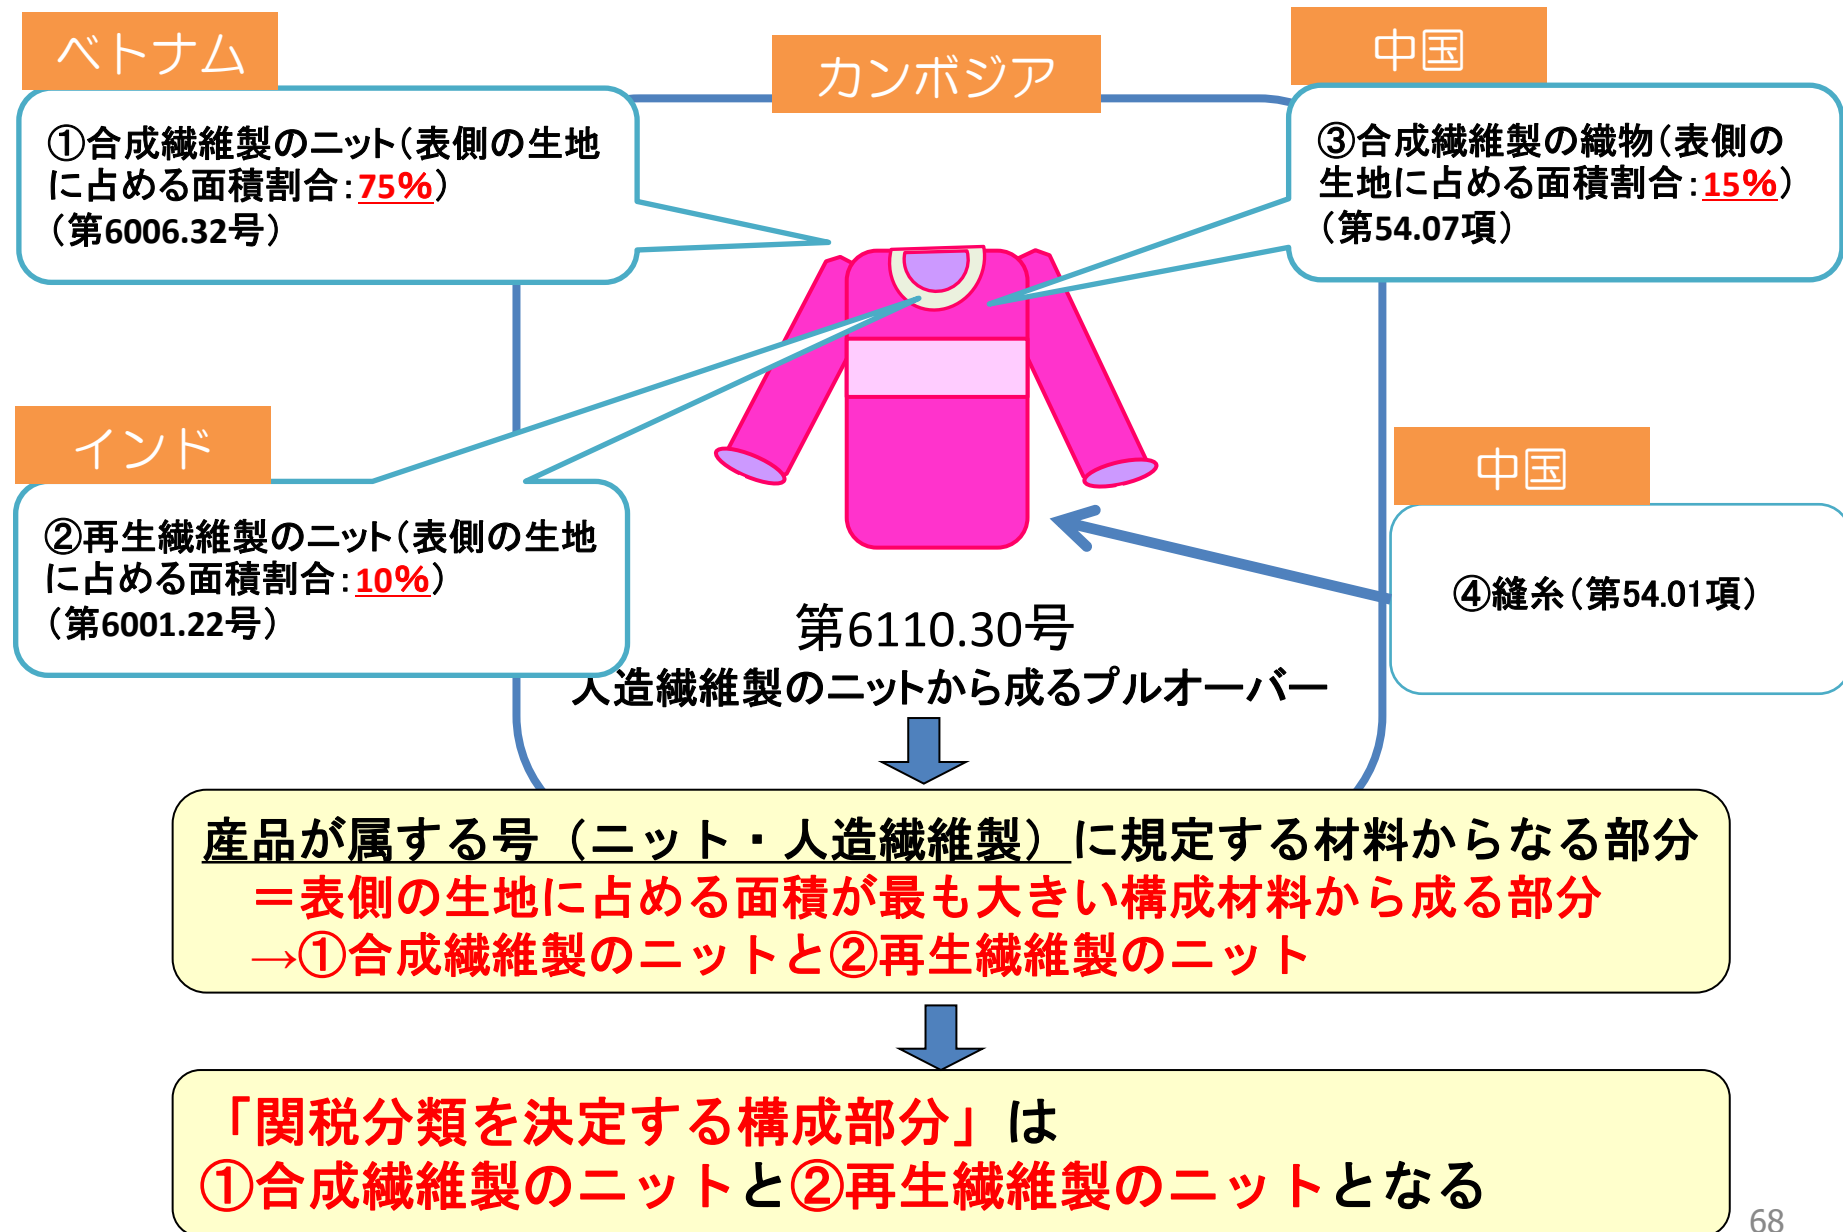 ベトナム
①合成繊維製のニット（表側の生地
に占める面積割合：75％）
（第6006.32号）
カンボジア
中国
③合成繊維製の織物（表側の
生地に占める面積割合：15％）
（第54.07項）
インド
②再生繊維製のニット（表側の生地
に占める面積割合：10％）
（第6001.22号）
中国
④縫糸（第54.01項）
第6110.30号
人造繊維製のニットから成るプルオーバー
産品が属する号（ニット・人造繊維製）に規定する材料からなる部分
＝表側の生地に占める面積が最も大きい構成材料から成る部分
→①合成繊維製のニットと②再生繊維製のニット
「関税分類を決定する構成部分」は
①合成繊維製のニットと②再生繊維製のニットとなる
68